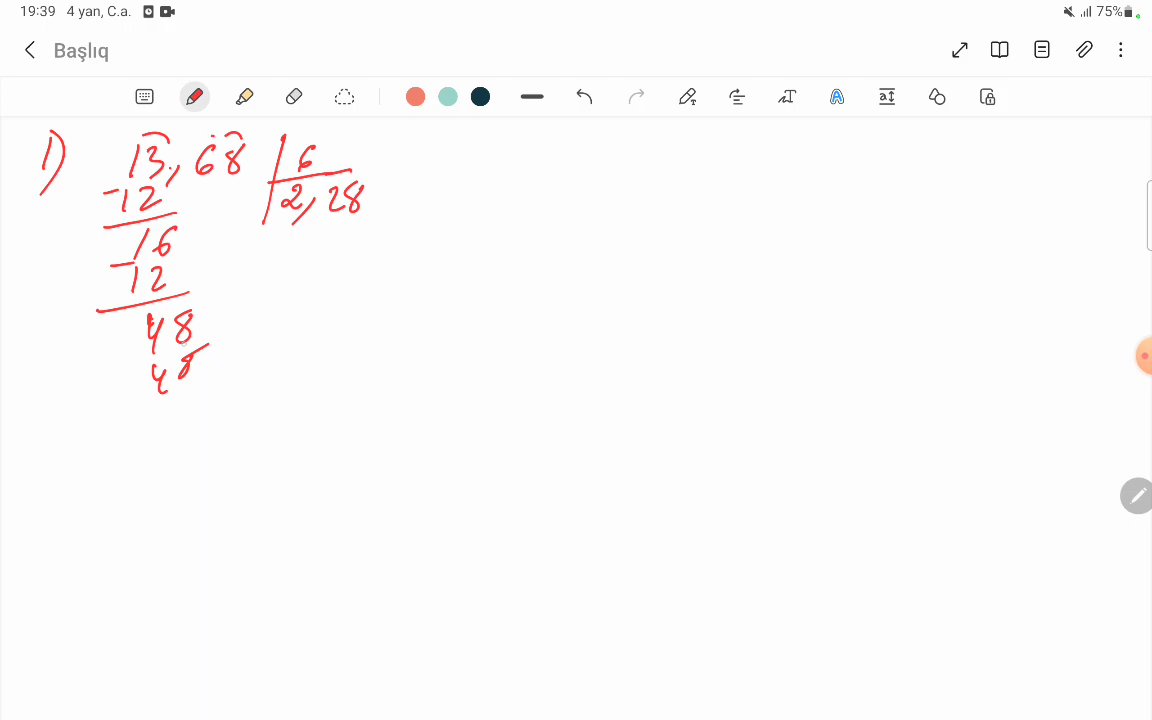 19:39 4 yan, C.a. 75%
Başlıq
1) 13,68 | 6
-12 2,28
16
-12
48
48